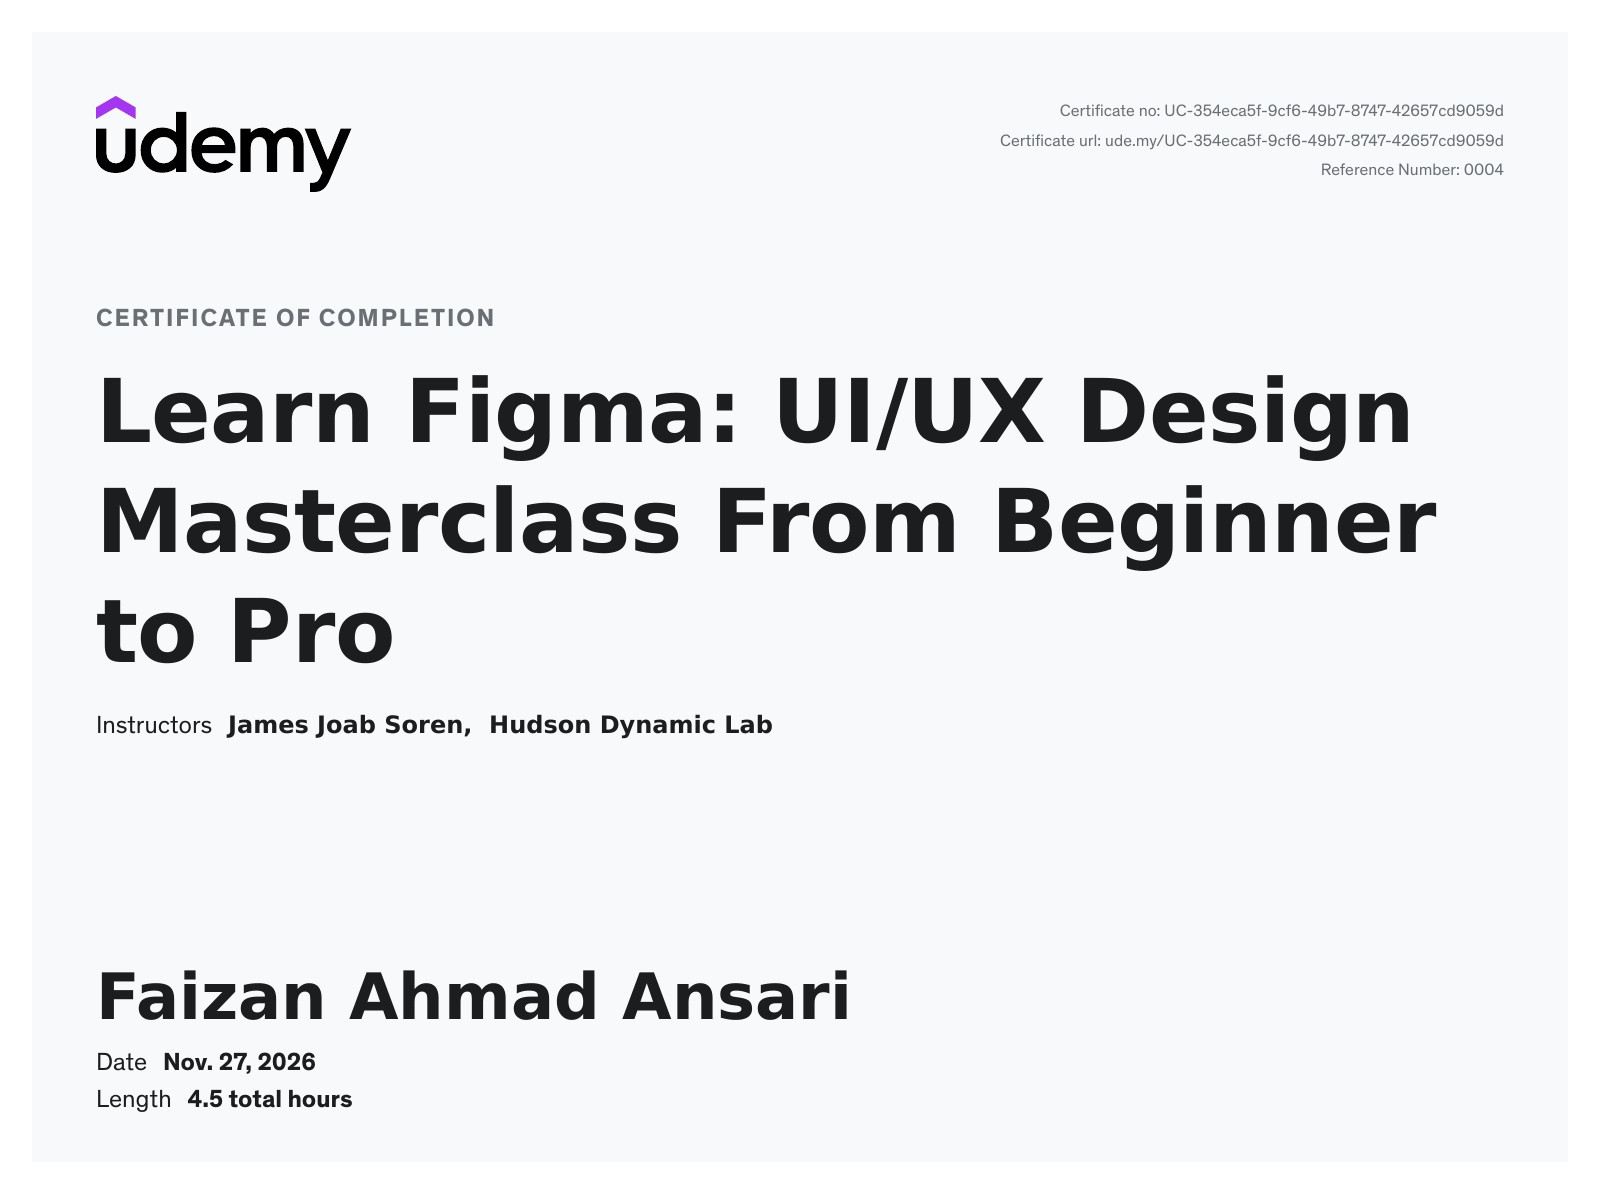 udemy
Certificate no: UC-354eca5f-9cf6-49b7-8747-42657cd9059d
Certificate url: ude.my/UC-354eca5f-9cf6-49b7-8747-42657cd9059d
Reference Number: 0004
CERTIFICATE OF COMPLETION
Learn Figma: UI/UX Design
Masterclass From Beginner
to Pro
Instructors James Joab Soren, Hudson Dynamic Lab
Faizan Ahmad Ansari
Date Nov. 27, 2026
Length 4.5 total hours